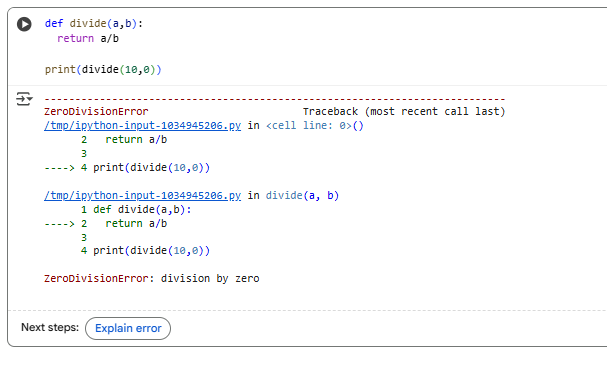 def divide(a,b):
  return a/b

print(divide(10,0))
---------------------------------------------------------------------------
ZeroDivisionError                         Traceback (most recent call last)
/tmp/ipython-input-1034945206.py in <cell line: 0>()
      2   return a/b
      3
----> 4 print(divide(10,0))

/tmp/ipython-input-1034945206.py in divide(a, b)
      1 def divide(a,b):
----> 2   return a/b
      3
      4 print(divide(10,0))

ZeroDivisionError: division by zero
Next steps: Explain error